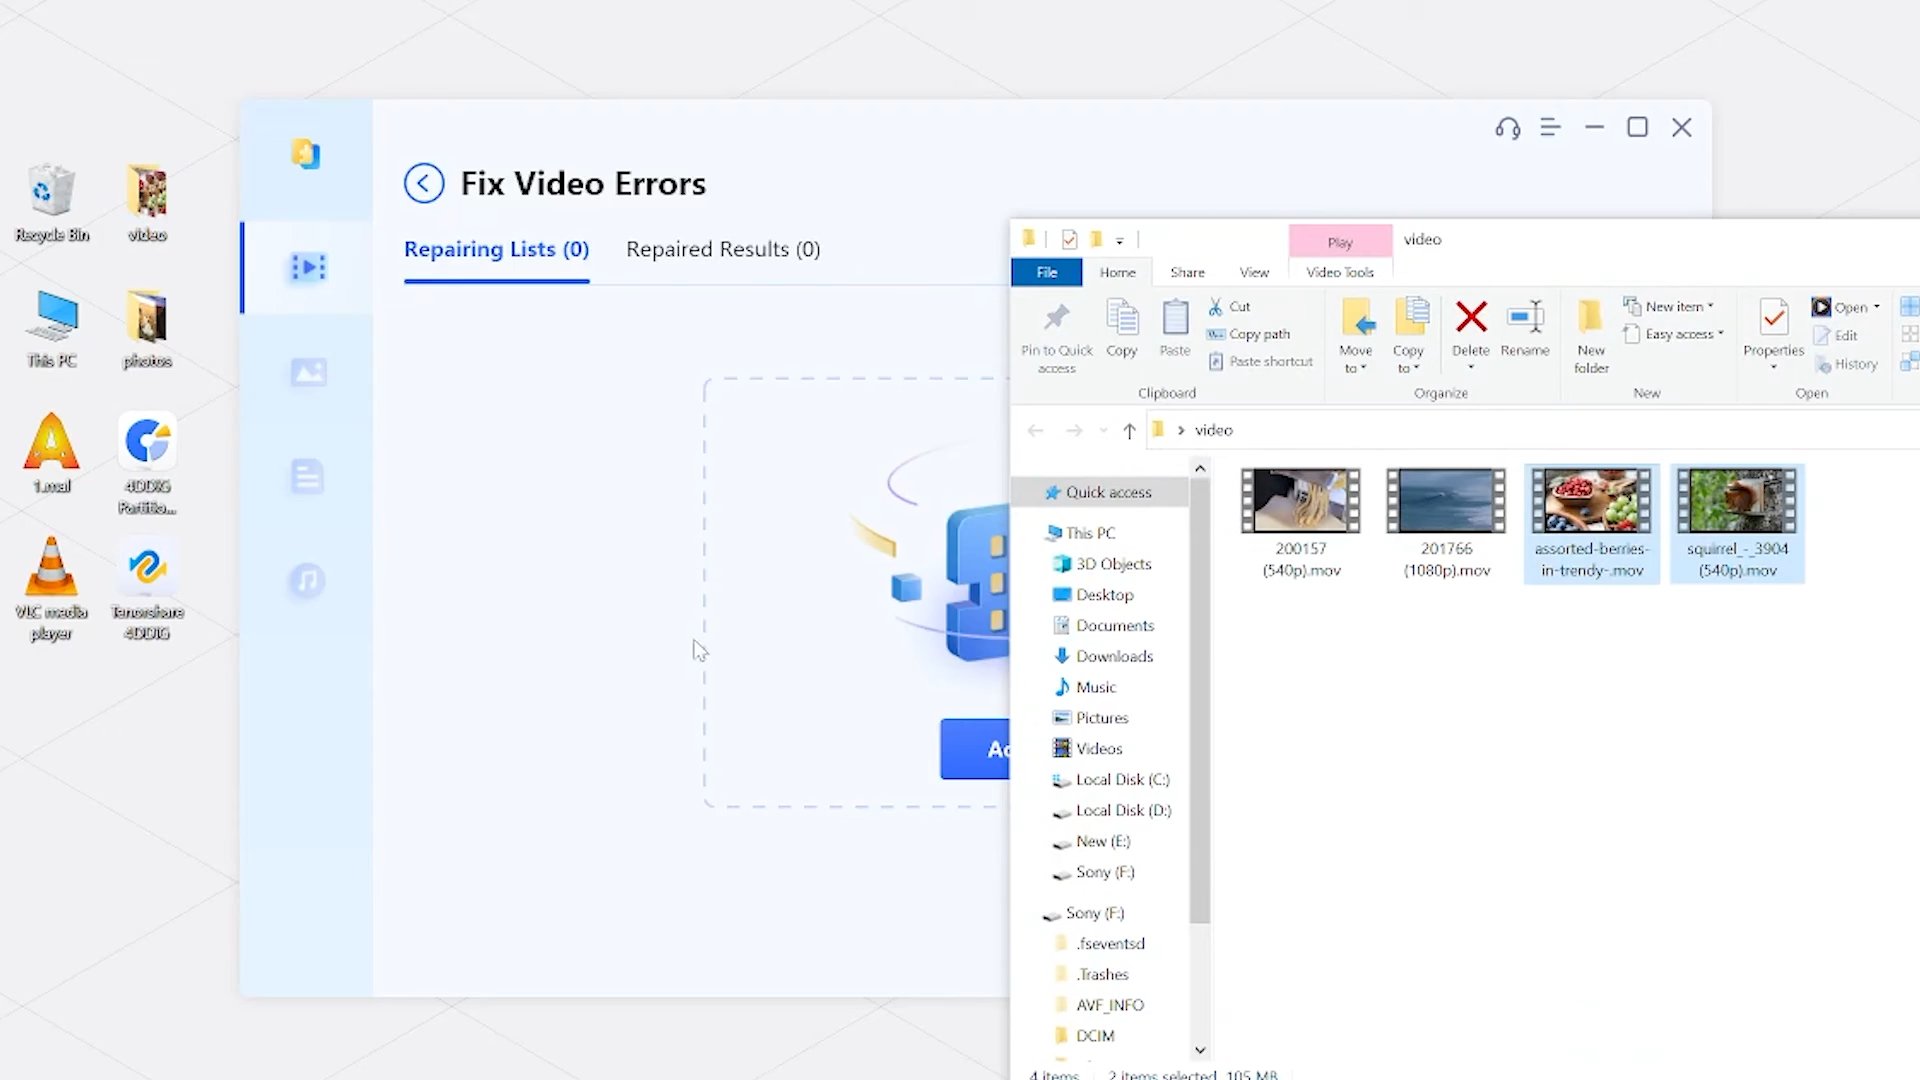 Recycle Bin
video
This PC
photos
1.mal
4DDiG
Partitio...
VLC media
player
Tenorshare
4DDiG
Fix Video Errors
Repairing Lists (0)
Repaired Results (0)
Play
video
File
Home
Share
View
Video Tools
Pin to Quick
access
Copy
Paste
Cut
Copy path
Paste shortcut
Clipboard
Move
to
Copy
to
Delete
Rename
Organize
New
folder
New item
Easy access
New
Properties
Open
Edit
History
Open
video
Quick access
This PC
3D Objects
Desktop
Documents
Downloads
Music
Pictures
Videos
Local Disk (C:)
Local Disk (D:)
New (E:)
Sony (F:)
Sony (F:)
.fseventsd
.Trashes
AVF_INFO
DCIM
200157
(540p).mov
201766
(1080p).mov
assorted-berries-
in-trendy-.mov
squirrel_-_3904
(540p).mov
4 items
2 items selected 105 MB